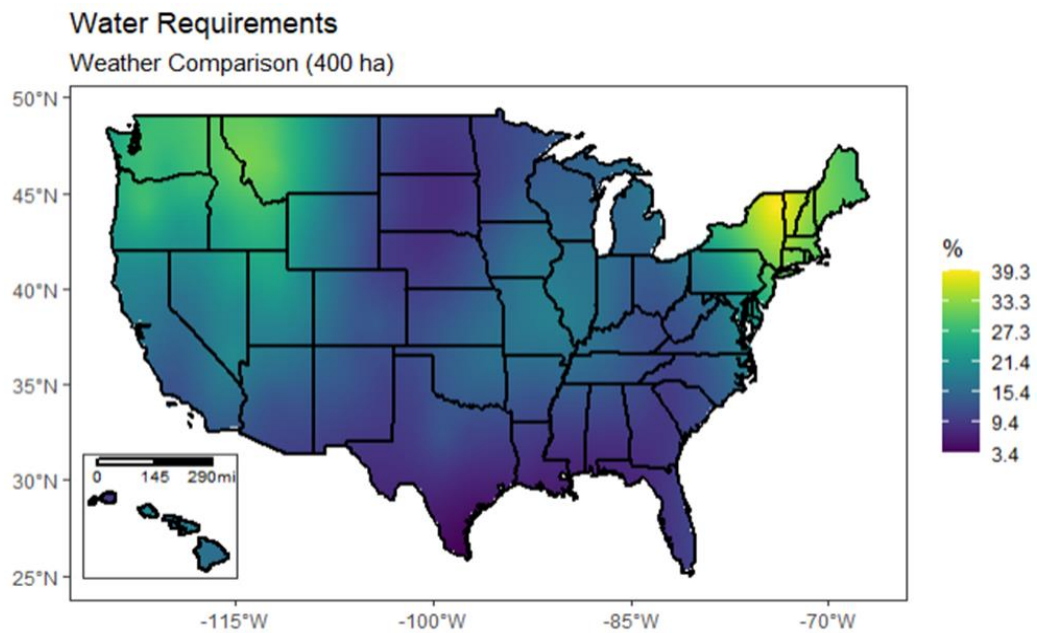 Water Requirements
Weather Comparison (400 ha)
50°N
45°N
40°N
35°N
30°N
25°N
0 145 290mi
-115°W -100°W -85°W -70°W
%
39.3
33.3
27.3
21.4
15.4
9.4
3.4